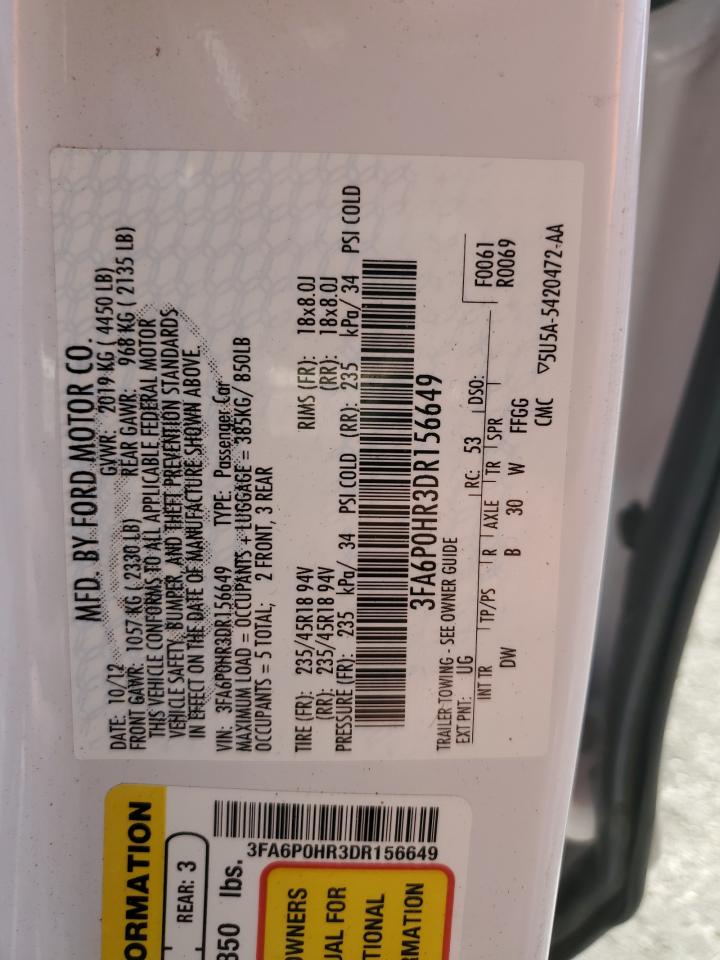 MFD. BY FORD MOTOR CO.
DATE: 10/12 GVWR: 2019 KG ( 4450 LB)
FRONT GAWR: 1057 KG ( 2330 LB) REAR GAWR: 968 KG ( 2135 LB)
THIS VEHICLE CONFORMS TO ALL APPLICABLE FEDERAL MOTOR
VEHICLE SAFETY, BUMPER, AND THEFT PREVENTION STANDARDS
IN EFFECT ON THE DATE OF MANUFACTURE SHOWN ABOVE.
VIN: 3FA6P0HR3DR156649 TYPE: Passenger Car
MAXIMUM LOAD = OCCUPANTS + LUGGAGE = 385KG/ 850LB
OCCUPANTS = 5 TOTAL; 2 FRONT, 3 REAR
TIRE (FR): 235/45R18 94V RIMS (FR): 18x8.0J
(RR): 235/45R18 94V (RR): 18x8.0J
PRESSURE (FR): 235 kPa/ 34 PSI COLD (RR): 235 kPa/ 34 PSI COLD
3FA6P0HR3DR156649
TRAILER TOWING - SEE OWNER GUIDE
EXT PNT: UG RC: 53 DSO: F0061
R0069
INT TR TP/PS R AXLE TR SPR
DW B 30 W FFGG
CMC ▽5U5A-5420472-AA
ORMATION
REAR: 3
350 lbs.
3FA6P0HR3DR156649
OWNERS
UAL FOR
TIONAL
RMATION